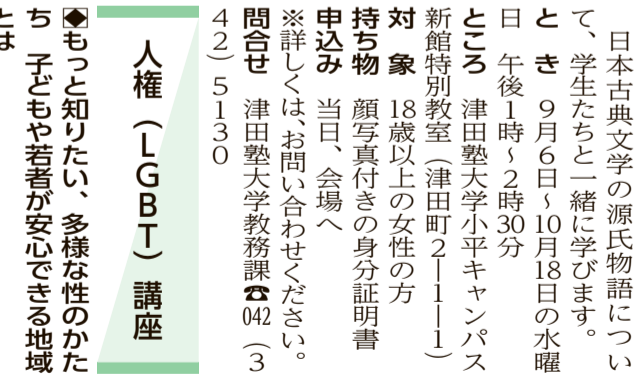 日本古典文学の源氏物語につい
て、学生たちと一緒に学びます。
と　き　９月６日～10月18日の水曜
日　午後１時～２時30分
ところ　津田塾大学小平キャンパス
新館特別教室（津田町２―１―１）
対　象　18歳以上の女性の方
持ち物　顔写真付きの身分証明書
申込み　当日、会場へ
※詳しくは、お問い合わせください。
問合せ　津田塾大学教務課☎042（３
４２）５１３０
人権（ＬＧＢＴ）講座
◆もっと知りたい、多様な性のかた
ち　子どもや若者が安心できる地域
とは